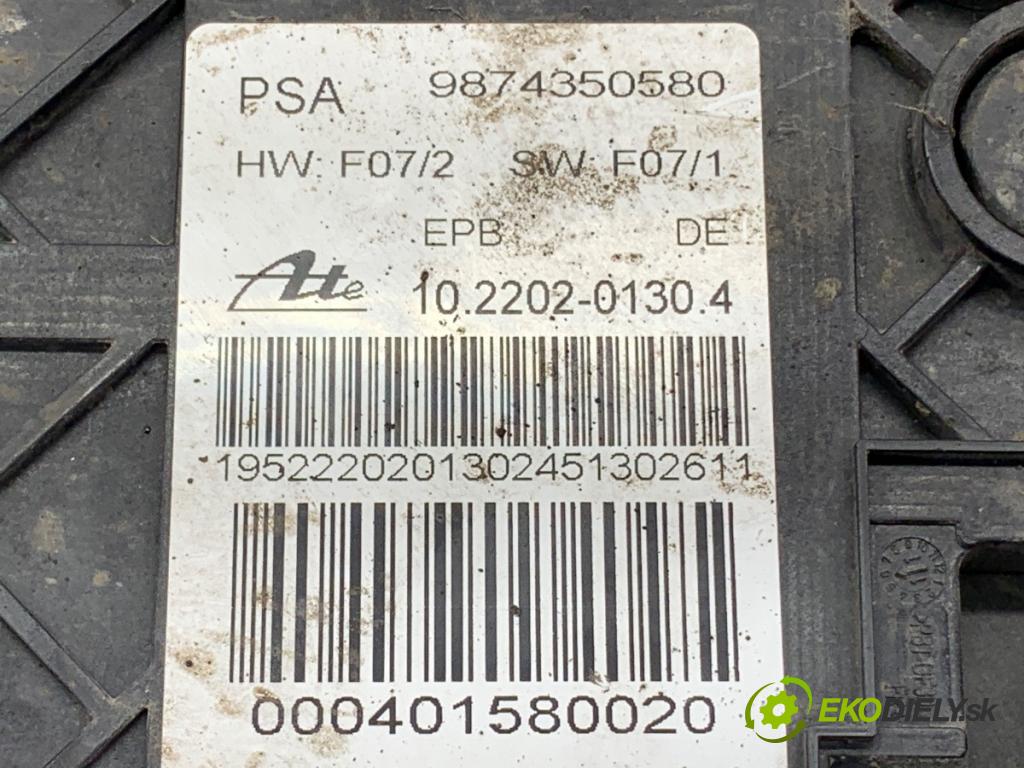 PSA 9874350580
HW: F07/2 SW: F07/1
EPB DE
Ate 10.2202-0130.4
19522202013024513026​11
000401580020
EKODIELY.sk